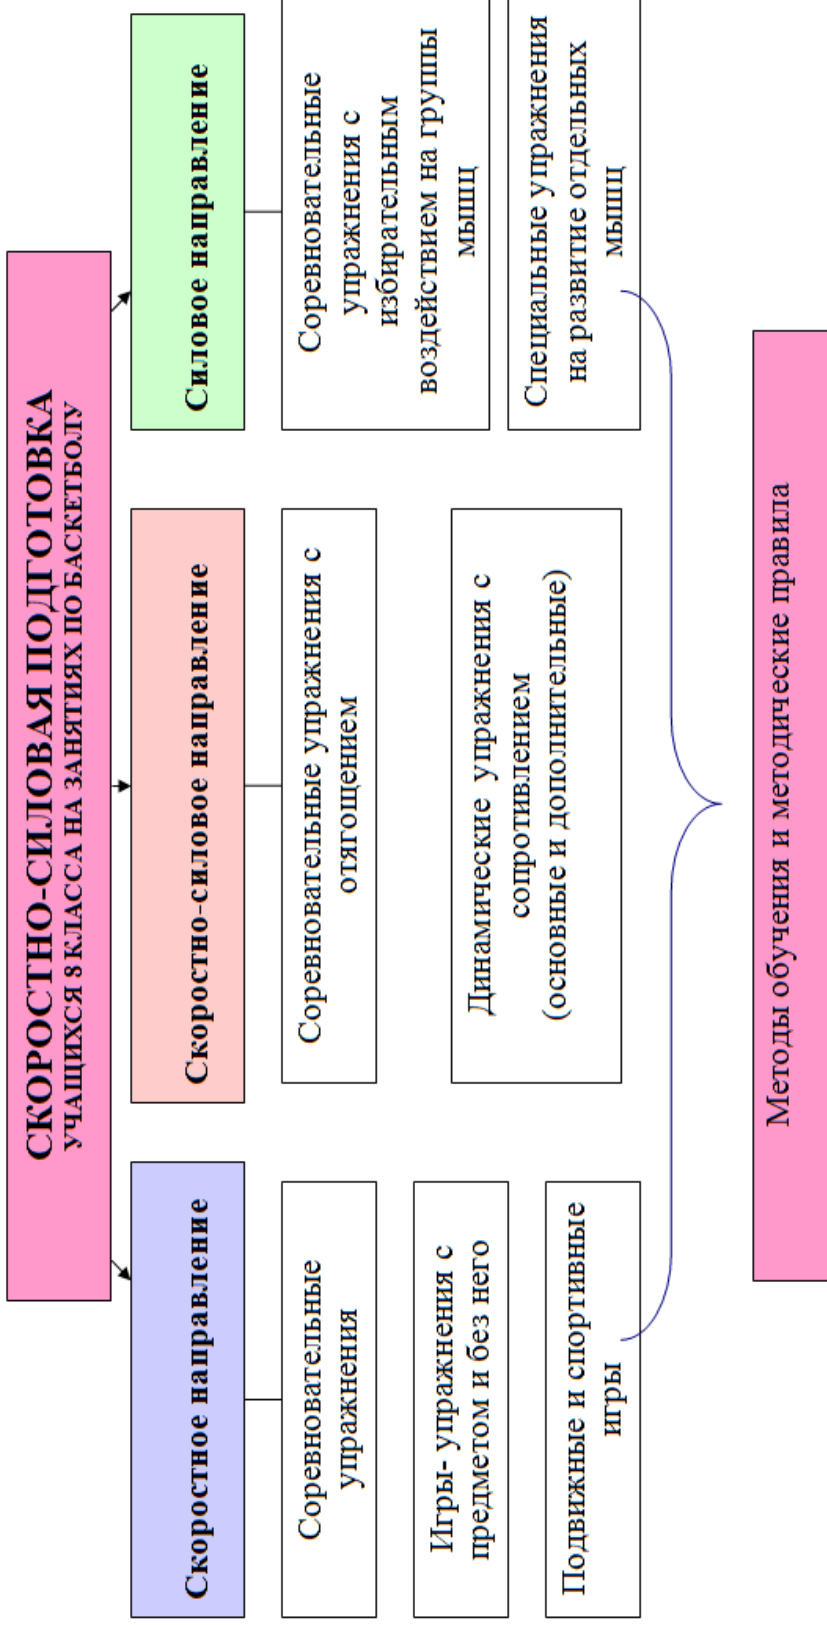 СКОРОСТНО-СИЛОВАЯ ПОДГОТОВКА
УЧАЩИХСЯ 8 КЛАССА НА ЗАНЯТИЯХ ПО БАСКЕТБОЛУ
Скоростное направление
Соревновательные
упражнения
Игры- упражнения с
предметом и без него
Подвижные и спортивные
игры
Скоростно-силовое направление
Соревновательные упражнения с
отягощением
Динамические упражнения с
сопротивлением
(основные и дополнительные)
Силовое направление
Соревновательные
упражнения с
избирательным
воздействием на группы
мышц
Специальные упражнения
на развитие отдельных
мышц
Методы обучения и методические правила